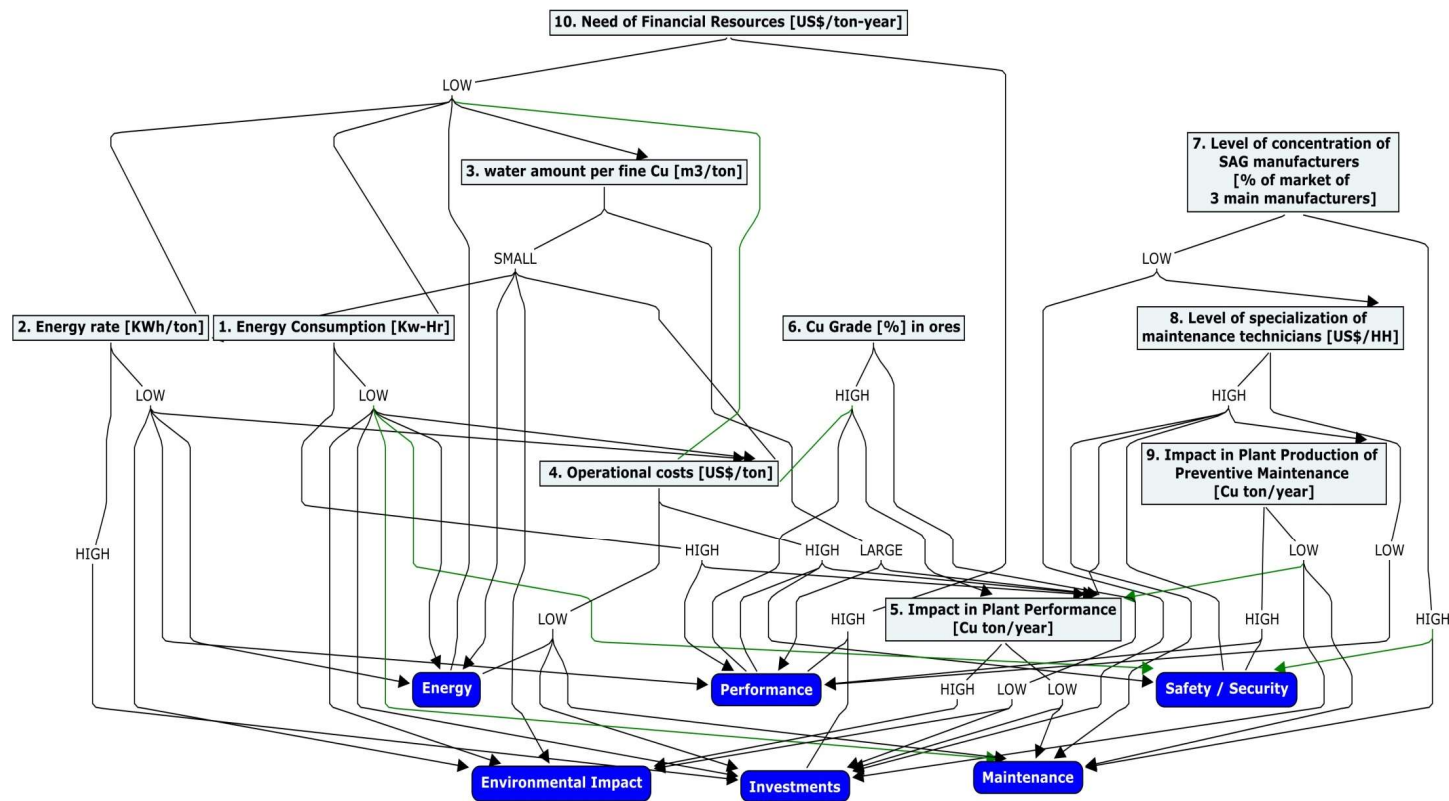 10. Need of Financial Resources [US$/ton-year]
LOW
3. water amount per fine Cu [m3/ton]
7. Level of concentration of
SAG manufacturers
[% of market of
3 main manufacturers]
SMALL
LOW
2. Energy rate [KWh/ton]
1. Energy Consumption [Kw-Hr]
6. Cu Grade [%] in ores
8. Level of specialization of
maintenance technicians [US$/HH]
LOW
LOW
HIGH
HIGH
4. Operational costs [US$/ton]
9. Impact in Plant Production of
Preventive Maintenance
[Cu ton/year]
HIGH
HIGH
HIGH
LARGE
LOW
LOW
5. Impact in Plant Performance
[Cu ton/year]
LOW
HIGH
HIGH
HIGH
Energy
Performance
HIGH
LOW
LOW
Safety / Security
Environmental Impact
Investments
Maintenance